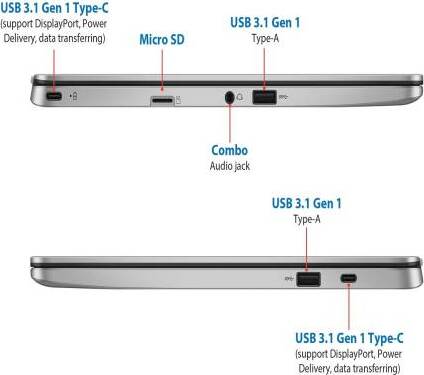 USB 3.1 Gen 1 Type-C
(support DisplayPort, Power
Delivery, data transferring)
Micro SD
USB 3.1 Gen 1
Type-A
Combo
Audio jack
USB 3.1 Gen 1
Type-A
USB 3.1 Gen 1 Type-C
(support DisplayPort, Power
Delivery, data transferring)